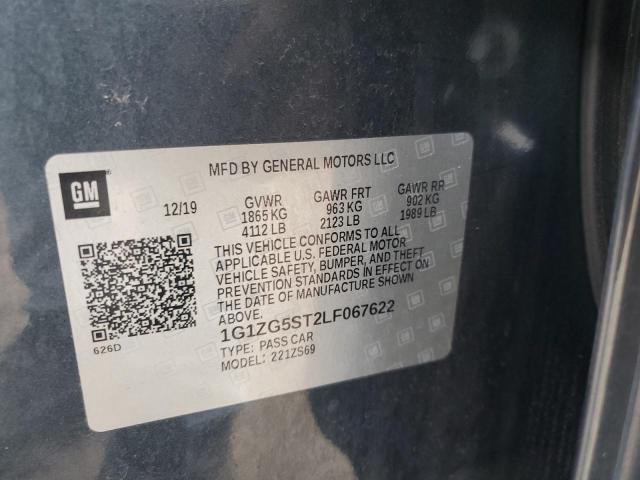 MFD BY GENERAL MOTORS LLC
GM
12/19 GVWR GAWR FRT GAWR RR
1865 KG 963 KG 902 KG
4112 LB 2123 LB 1989 LB
THIS VEHICLE CONFORMS TO ALL
APPLICABLE U.S. FEDERAL MOTOR
VEHICLE SAFETY, BUMPER, AND THEFT
PREVENTION STANDARDS IN EFFECT ON
THE DATE OF MANUFACTURE SHOWN
ABOVE.
1G1ZG5ST2LF067622
TYPE: PASS CAR
MODEL: 221ZS69
626D